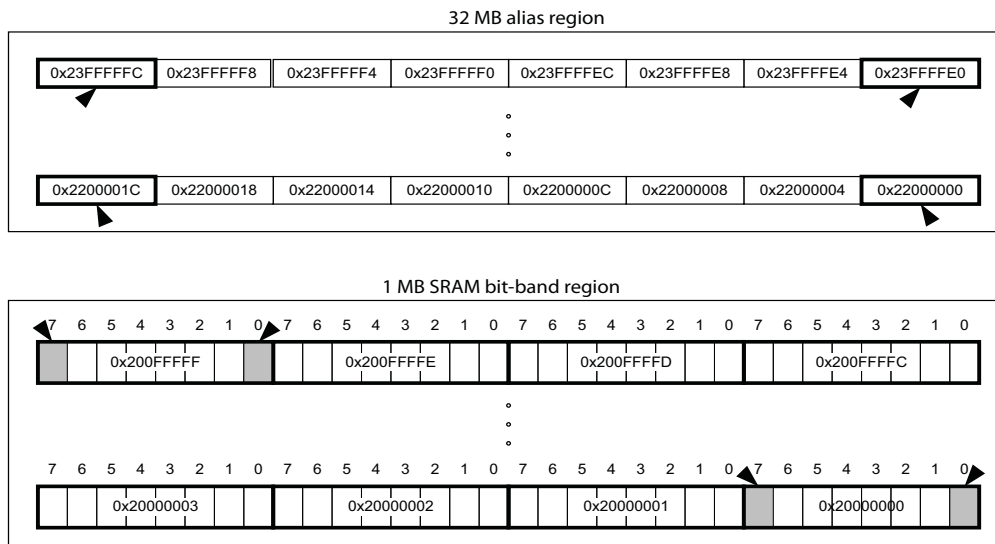 32 MB alias region
0x23FFFFFC 0x23FFFFF8 0x23FFFFF4 0x23FFFFF0 0x23FFFFEC 0x23FFFFE8 0x23FFFFE4 0x23FFFFE0
0x2200001C 0x22000018 0x22000014 0x22000010 0x2200000C 0x22000008 0x22000004 0x22000000
1 MB SRAM bit-band region
7 6 5 4 3 2 1 0 7 6 5 4 3 2 1 0 7 6 5 4 3 2 1 0 7 6 5 4 3 2 1 0
0x200FFFFF 0x200FFFFE 0x200FFFFD 0x200FFFFC
7 6 5 4 3 2 1 0 7 6 5 4 3 2 1 0 7 6 5 4 3 2 1 0 7 6 5 4 3 2 1 0
0x20000003 0x20000002 0x20000001 0x20000000